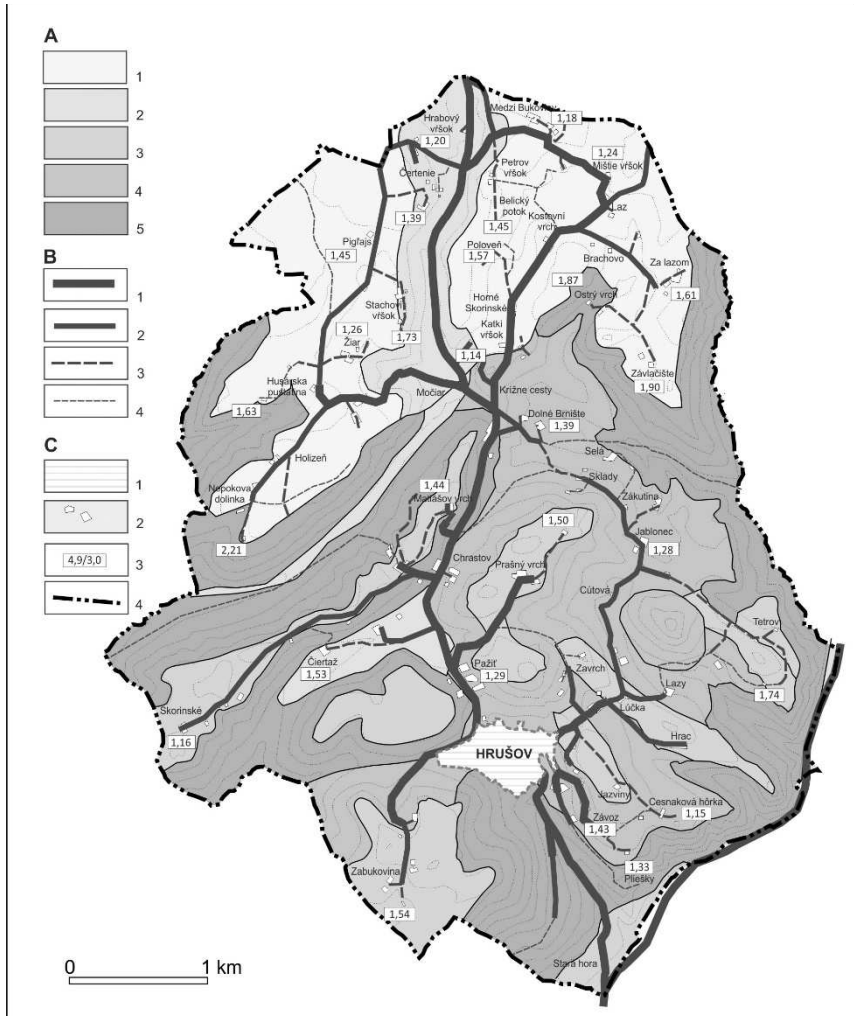 A
1
2
3
4
5
B
1
2
3
4
C
1
2
4,9/3,0 3
4
0 1 km
Medzi Bukoviny
1,18
Hrabový
vŕšok
1,20
1,24
Mištie vŕšok
Petrov
vŕšok
Čertenie
Belický
potok
1,39
1,45
Laz
Kostovní vrch
Pigľajs
1,45
Poloveň
1,57
Brachovo
Za lazom
1,61
1,87
Ostrý vrch
Stachovi
vŕšok
1,73
Horné
Skorinské
Katki
vŕšok
1,26
Žiar
1,14
Závlačište
1,90
Husárska
pustatina
1,63
Močiar
Krížne cesty
Dolné Brnište
1,39
Holizeň
Sela
Sklady
Nepokova
dolinka
2,21
1,44
Matiašov vrch
Zákutina
1,50
Jablonec
1,28
Chrastov
Prašný vrch
Cútová
Tetrov
1,74
Čiertaž
1,53
Pažiť
1,29
Závrch
Lazy
Skorinské
1,16
Lúčka
Hrac
HRUŠOV
Jazviny
Cesnaková hôrka
1,15
Závoz
1,43
1,33
Pliešky
Zabukovina
1,54
Stará hora